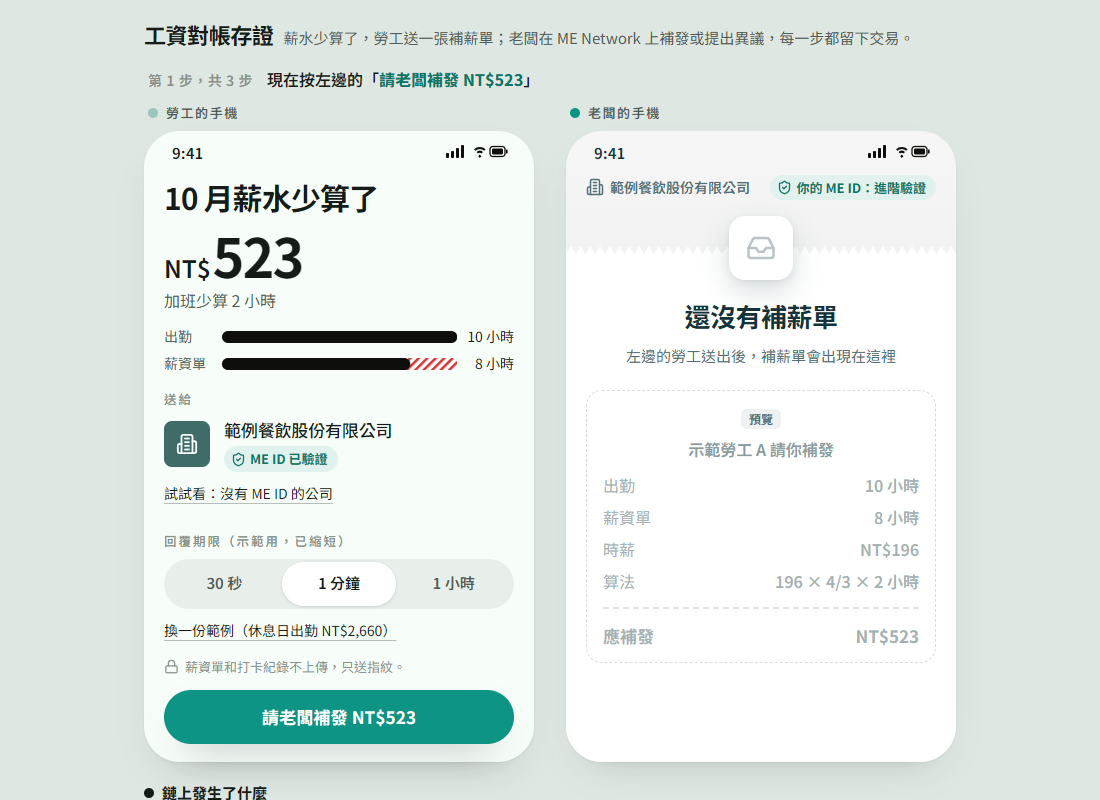 工資對帳存證 薪水少算了，勞工送一張補薪單；老闆在 ME Network 上補發或提出異議，每一步都留下交易。
第 1 步，共 3 步 現在按左邊的「請老闆補發 NT$523」
勞工的手機
9:41
10 月薪水少算了
NT$523
加班少算 2 小時
出勤 10 小時
薪資單 8 小時
送給
範例餐飲股份有限公司
ME ID 已驗證
試試看：沒有 ME ID 的公司
回覆期限（示範用，已縮短）
30 秒 1 分鐘 1 小時
換一份範例（休息日出勤 NT$2,660）
薪資單和打卡紀錄不上傳，只送指紋。
請老闆補發 NT$523
老闆的手機
9:41
範例餐飲股份有限公司 你的 ME ID：進階驗證
還沒有補薪單
左邊的勞工送出後，補薪單會出現在這裡
預覽
示範勞工 A 請你補發
出勤 10 小時
薪資單 8 小時
時薪 NT$196
算法 196 × 4/3 × 2 小時
應補發 NT$523
鏈上發生了什麼